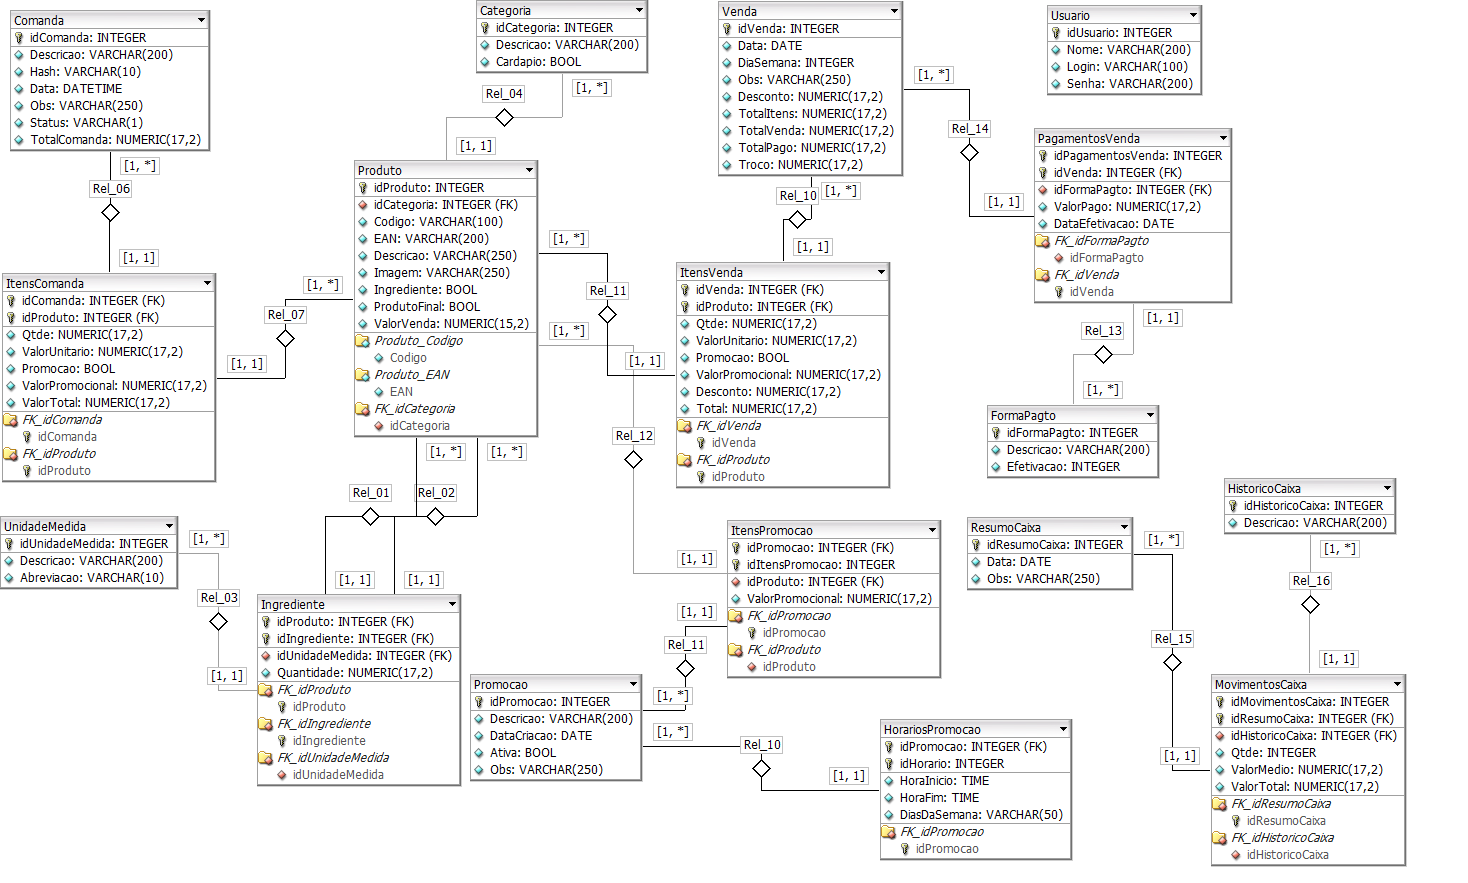 Comanda
idComanda: INTEGER
Descricao: VARCHAR(200)
Hash: VARCHAR(10)
Data: DATETIME
Obs: VARCHAR(250)
Status: VARCHAR(1)
TotalComanda: NUMERIC(17,2)
[1, *]
Rel_06
[1, 1]
ItensComanda
idComanda: INTEGER (FK)
idProduto: INTEGER (FK)
Qtde: NUMERIC(17,2)
ValorUnitario: NUMERIC(17,2)
Promocao: BOOL
ValorPromocional: NUMERIC(17,2)
ValorTotal: NUMERIC(17,2)
FK_idComanda
idComanda
FK_idProduto
idProduto
[1, *]
Rel_07
[1, 1]
Categoria
idCategoria: INTEGER
Descricao: VARCHAR(200)
Cardapio: BOOL
[1, *]
Rel_04
[1, 1]
Produto
idProduto: INTEGER
idCategoria: INTEGER (FK)
Codigo: VARCHAR(100)
EAN: VARCHAR(200)
Descricao: VARCHAR(250)
Imagem: VARCHAR(250)
Ingrediente: BOOL
ProdutoFinal: BOOL
ValorVenda: NUMERIC(15,2)
Produto_Codigo
Codigo
Produto_EAN
EAN
FK_idCategoria
idCategoria
[1, *]
[1, *]
Rel_01
Rel_02
[1, 1]
[1, 1]
UnidadeMedida
idUnidadeMedida: INTEGER
Descricao: VARCHAR(200)
Abreviacao: VARCHAR(10)
[1, *]
Rel_03
[1, 1]
Ingrediente
idProduto: INTEGER (FK)
idIngrediente: INTEGER (FK)
idUnidadeMedida: INTEGER (FK)
Quantidade: NUMERIC(17,2)
FK_idProduto
idProduto
FK_idIngrediente
idIngrediente
FK_idUnidadeMedida
idUnidadeMedida
Venda
idVenda: INTEGER
Data: DATE
DiaSemana: INTEGER
Obs: VARCHAR(250)
Desconto: NUMERIC(17,2)
TotalItens: NUMERIC(17,2)
TotalVenda: NUMERIC(17,2)
TotalPago: NUMERIC(17,2)
Troco: NUMERIC(17,2)
[1, *]
Rel_10
[1, 1]
[1, *]
Rel_11
[1, *]
[1, 1]
ItensVenda
idVenda: INTEGER (FK)
idProduto: INTEGER (FK)
Qtde: NUMERIC(17,2)
ValorUnitario: NUMERIC(17,2)
Promocao: BOOL
ValorPromocional: NUMERIC(17,2)
Desconto: NUMERIC(17,2)
Total: NUMERIC(17,2)
FK_idVenda
idVenda
FK_idProduto
idProduto
Rel_12
[1, 1]
ItensPromocao
idPromocao: INTEGER (FK)
idItensPromocao: INTEGER
idProduto: INTEGER (FK)
ValorPromocional: NUMERIC(17,2)
FK_idPromocao
idPromocao
FK_idProduto
idProduto
[1, 1]
Rel_11
[1, *]
Promocao
idPromocao: INTEGER
Descricao: VARCHAR(200)
DataCriacao: DATE
Ativa: BOOL
Obs: VARCHAR(250)
[1, *]
Rel_10
[1, 1]
HorariosPromocao
idPromocao: INTEGER (FK)
idHorario: INTEGER
HoraInicio: TIME
HoraFim: TIME
DiasDaSemana: VARCHAR(50)
FK_idPromocao
idPromocao
Usuario
idUsuario: INTEGER
Nome: VARCHAR(200)
Login: VARCHAR(100)
Senha: VARCHAR(200)
[1, *]
Rel_14
[1, 1]
PagamentosVenda
idPagamentosVenda: INTEGER
idVenda: INTEGER (FK)
idFormaPagto: INTEGER (FK)
ValorPago: NUMERIC(17,2)
DataEfetivacao: DATE
FK_idFormaPagto
idFormaPagto
FK_idVenda
idVenda
[1, 1]
Rel_13
[1, *]
FormaPagto
idFormaPagto: INTEGER
Descricao: VARCHAR(200)
Efetivacao: INTEGER
ResumoCaixa
idResumoCaixa: INTEGER
Data: DATE
Obs: VARCHAR(250)
[1, *]
Rel_15
[1, 1]
HistoricoCaixa
idHistoricoCaixa: INTEGER
Descricao: VARCHAR(200)
[1, *]
Rel_16
[1, 1]
MovimentosCaixa
idMovimentosCaixa: INTEGER
idResumoCaixa: INTEGER (FK)
idHistoricoCaixa: INTEGER (FK)
Qtde: INTEGER
ValorMedio: NUMERIC(17,2)
ValorTotal: NUMERIC(17,2)
FK_idResumoCaixa
idResumoCaixa
FK_idHistoricoCaixa
idHistoricoCaixa